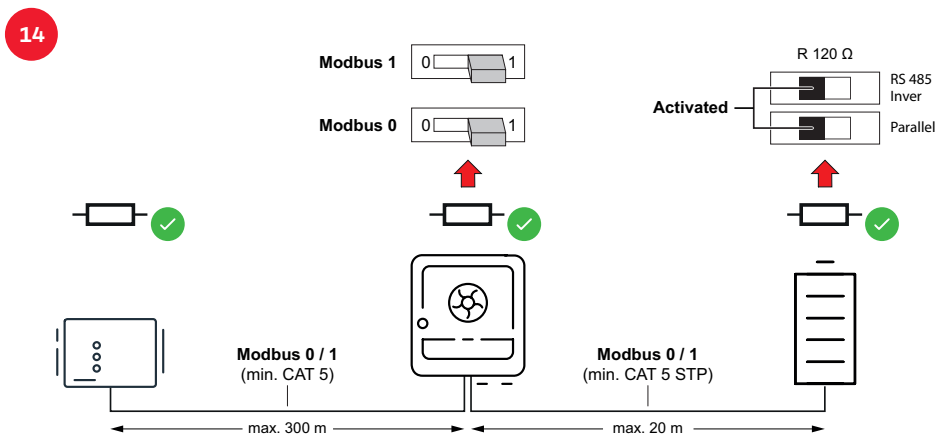 14
Modbus 1
0
1
Modbus 0
0
1
R 120 Ω
RS 485
Inver
Activated
Parallel
Modbus 0 / 1
(min. CAT 5)
Modbus 0 / 1
(min. CAT 5 STP)
max. 300 m
max. 20 m